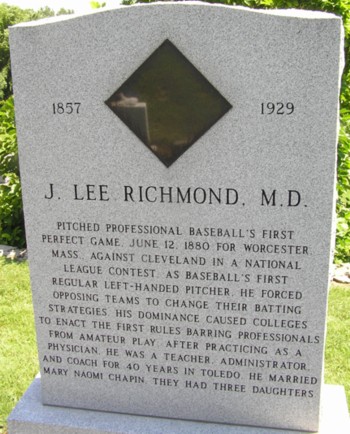 1857 1929
J. LEE RICHMOND, M.D.
PITCHED PROFESSIONAL BASEBALL'S FIRST
PERFECT GAME, JUNE 12, 1880 FOR WORCESTER,
MASS., AGAINST CLEVELAND IN A NATIONAL
LEAGUE CONTEST. AS BASEBALL'S FIRST
REGULAR LEFT-HANDED PITCHER, HE FORCED
OPPOSING TEAMS TO CHANGE THEIR BATTING
STRATEGIES. HIS DOMINANCE CAUSED COLLEGES
TO ENACT THE FIRST RULES BARRING PROFESSIONALS
FROM AMATEUR PLAY. AFTER PRACTICING AS A
PHYSICIAN, HE WAS A TEACHER, ADMINISTRATOR,
AND COACH FOR 40 YEARS IN TOLEDO. HE MARRIED
MARY NAOMI CHAPIN. THEY HAD THREE DAUGHTERS